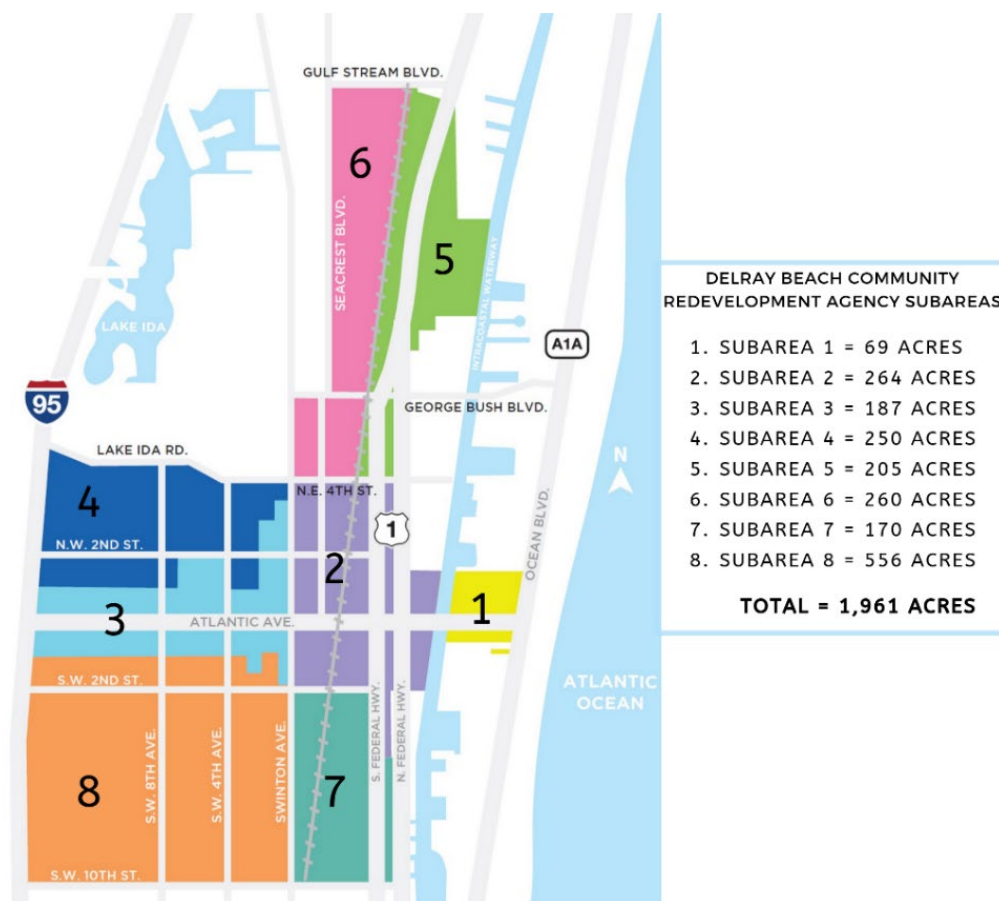 GULF STREAM BLVD.
6
SEACREST BLVD.
5
INTRACOASTAL WATERWAY
LAKE IDA
A1A
95
GEORGE BUSH BLVD.
LAKE IDA RD.
N
4
N.E. 4TH ST.
1
OCEAN BLVD.
N.W. 2ND ST.
2
3
1
ATLANTIC AVE.
S.W. 2ND ST.
ATLANTIC
OCEAN
S.W. 8TH AVE.
S.W. 4TH AVE.
SWINTON AVE.
S. FEDERAL HWY.
N. FEDERAL HWY.
8
7
S.W. 10TH ST.
DELRAY BEACH COMMUNITY
REDEVELOPMENT AGENCY SUBAREAS
1. SUBAREA 1 = 69 ACRES
2. SUBAREA 2 = 264 ACRES
3. SUBAREA 3 = 187 ACRES
4. SUBAREA 4 = 250 ACRES
5. SUBAREA 5 = 205 ACRES
6. SUBAREA 6 = 260 ACRES
7. SUBAREA 7 = 170 ACRES
8. SUBAREA 8 = 556 ACRES
TOTAL = 1,961 ACRES